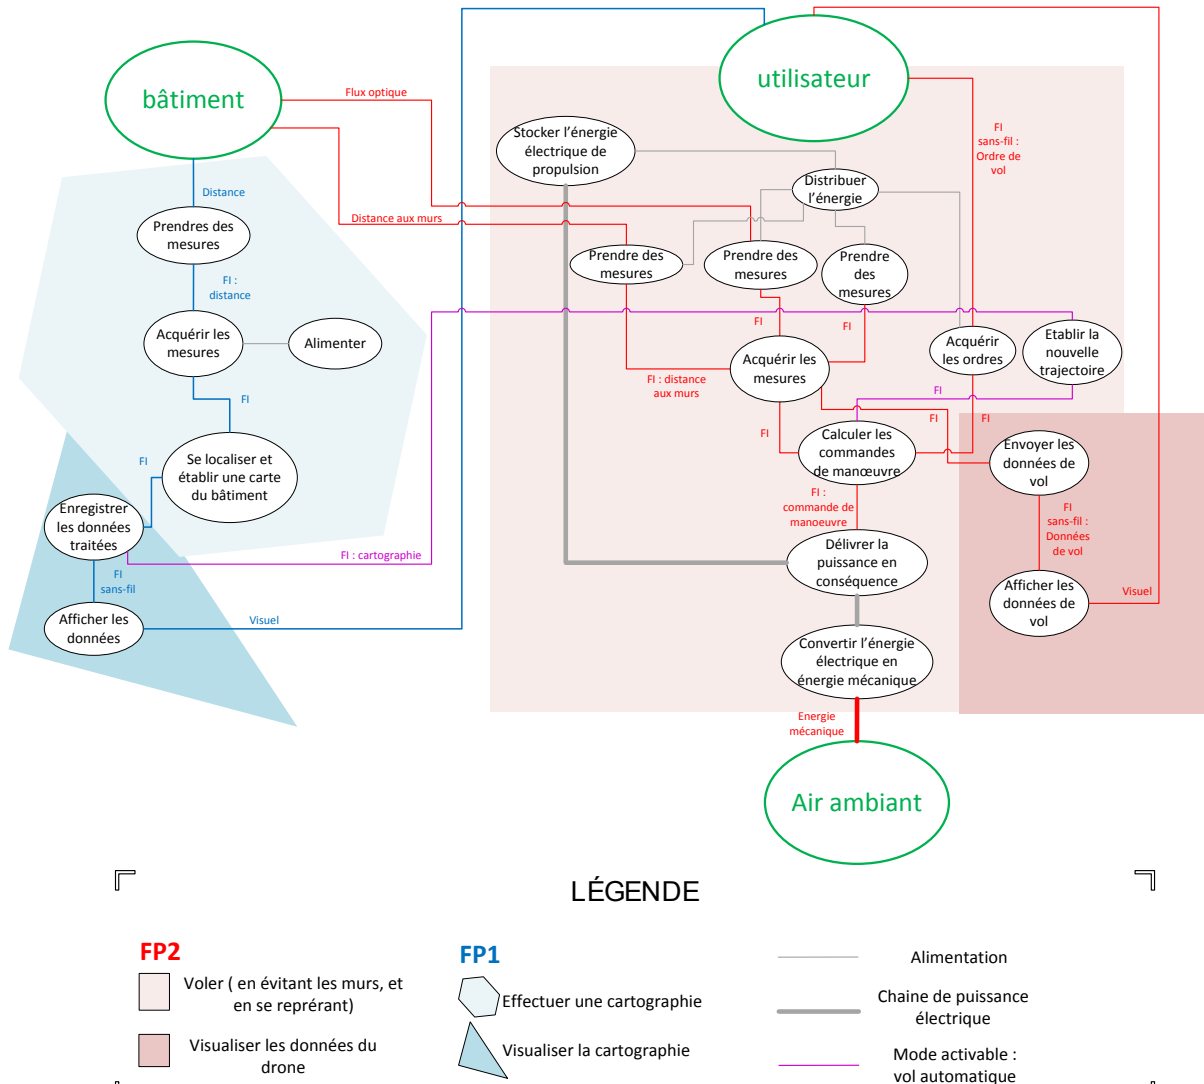 bâtiment
utilisateur
Flux optique
Stocker l’énergie
électrique de
propulsion
FI
sans-fil :
Ordre de
vol
Distribuer
l’énergie
Distance
Distance aux murs
Prendres des
mesures
Prendre des
mesures
Prendre des
mesures
Prendre
des
mesures
FI :
distance
FI
FI
Acquérir les
mesures
Alimenter
Acquérir les
mesures
Acquérir
les ordres
Etablir la
nouvelle
trajectoire
FI : distance
aux murs
FI
FI
FI
FI
FI
Calculer les
commandes
de manœuvre
Envoyer les
données de
vol
FI
Se localiser et
établir une carte
du bâtiment
Enregistrer
les données
traitées
FI :
commande de
manoeuvre
FI
sans-fil :
Données
de vol
FI : cartographie
Délivrer la
puissance en
conséquence
FI
sans-fil
Afficher les
données
Visuel
Afficher les
données de
vol
Visuel
Convertir l’énergie
électrique en
énergie mécanique
Energie
mécanique
Air ambiant
LÉGENDE
FP2
Voler ( en évitant les murs, et
en se reprérant)
Visualiser les données du
drone
FP1
Effectuer une cartographie
Visualiser la cartographie
Alimentation
Chaine de puissance
électrique
Mode activable :
vol automatique